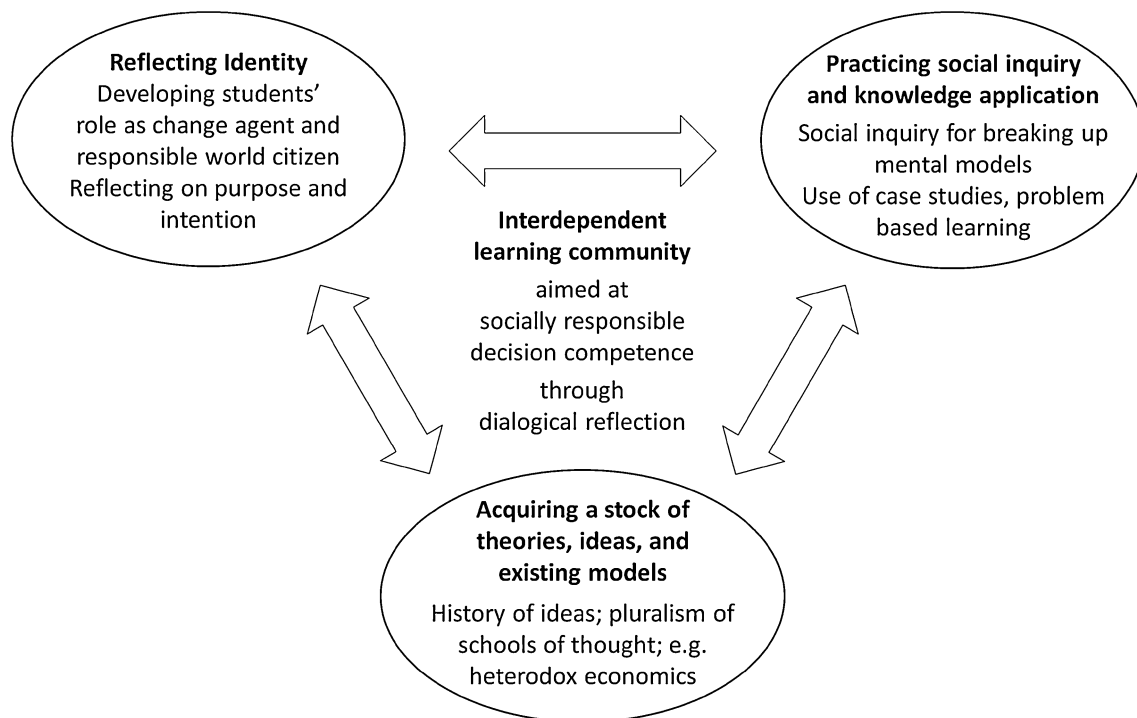 Reflecting Identity
Developing students'
role as change agent and
responsible world citizen
Reflecting on purpose and
intention
Practicing social inquiry
and knowledge application
Social inquiry for breaking up
mental models
Use of case studies, problem
based learning
Interdependent
learning community
aimed at
socially responsible
decision competence
through
dialogical reflection
Acquiring a stock of
theories, ideas, and
existing models
History of ideas; pluralism of
schools of thought; e.g.
heterodox economics